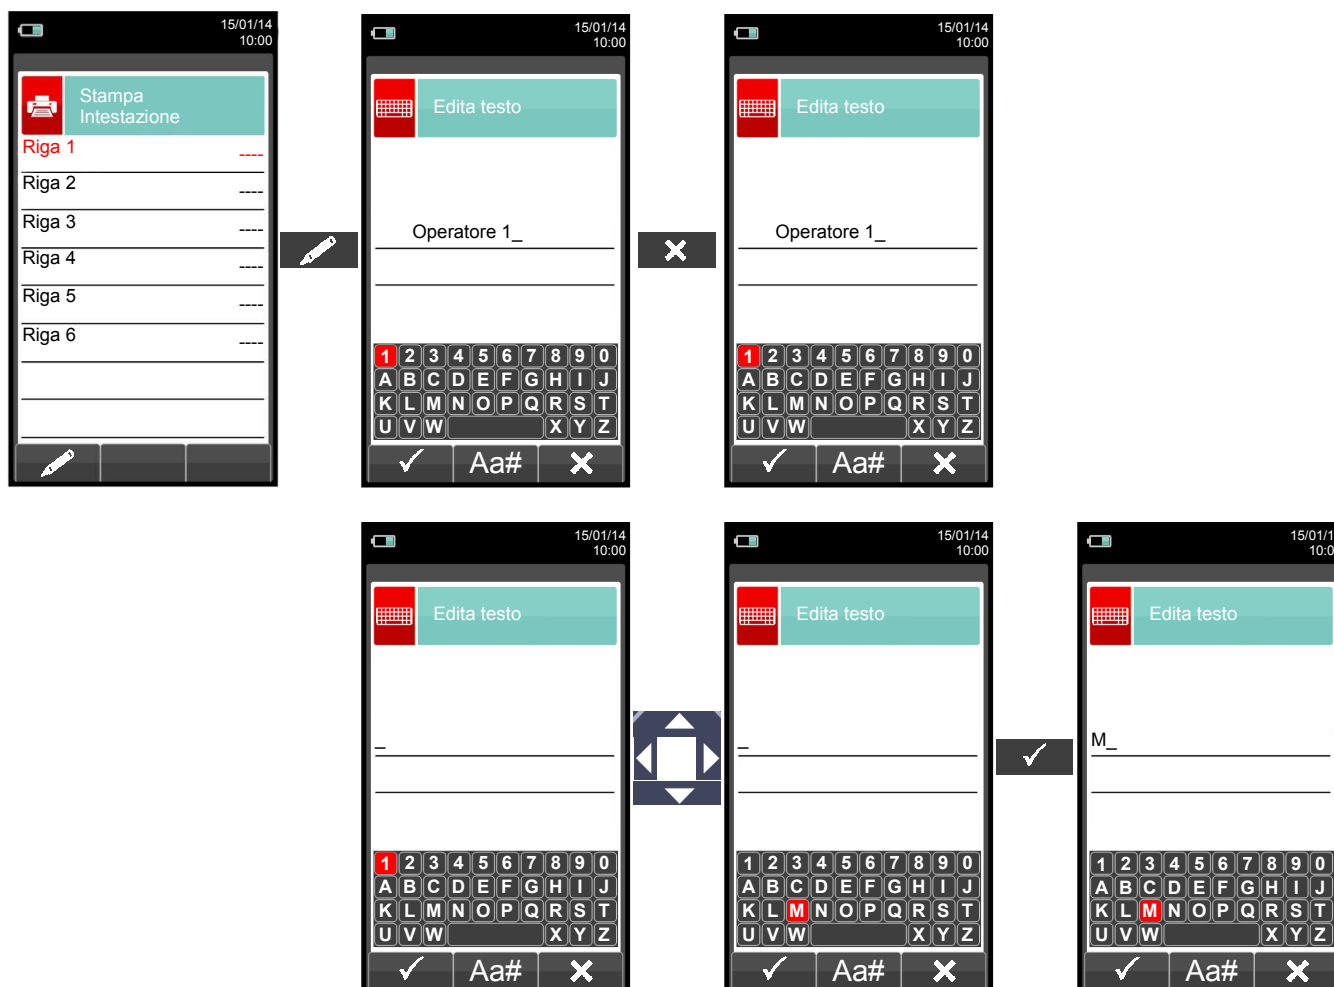 15/01/14
10:00
Stampa
Intestazione
Riga 1 ----
Riga 2 ----
Riga 3 ----
Riga 4 ----
Riga 5 ----
Riga 6 ----
15/01/14
10:00
Edita testo
Operatore 1_
1 2 3 4 5 6 7 8 9 0
A B C D E F G H I J
K L M N O P Q R S T
U V W X Y Z
Aa#
15/01/14
10:00
Edita testo
Operatore 1_
1 2 3 4 5 6 7 8 9 0
A B C D E F G H I J
K L M N O P Q R S T
U V W X Y Z
Aa#
15/01/14
10:00
Edita testo
_
1 2 3 4 5 6 7 8 9 0
A B C D E F G H I J
K L M N O P Q R S T
U V W X Y Z
Aa#
15/01/14
10:00
Edita testo
_
1 2 3 4 5 6 7 8 9 0
A B C D E F G H I J
K L M N O P Q R S T
U V W X Y Z
Aa#
15/01/1
10:0
Edita testo
M_
1 2 3 4 5 6 7 8 9 0
A B C D E F G H I J
K L M N O P Q R S T
U V W X Y Z
Aa#